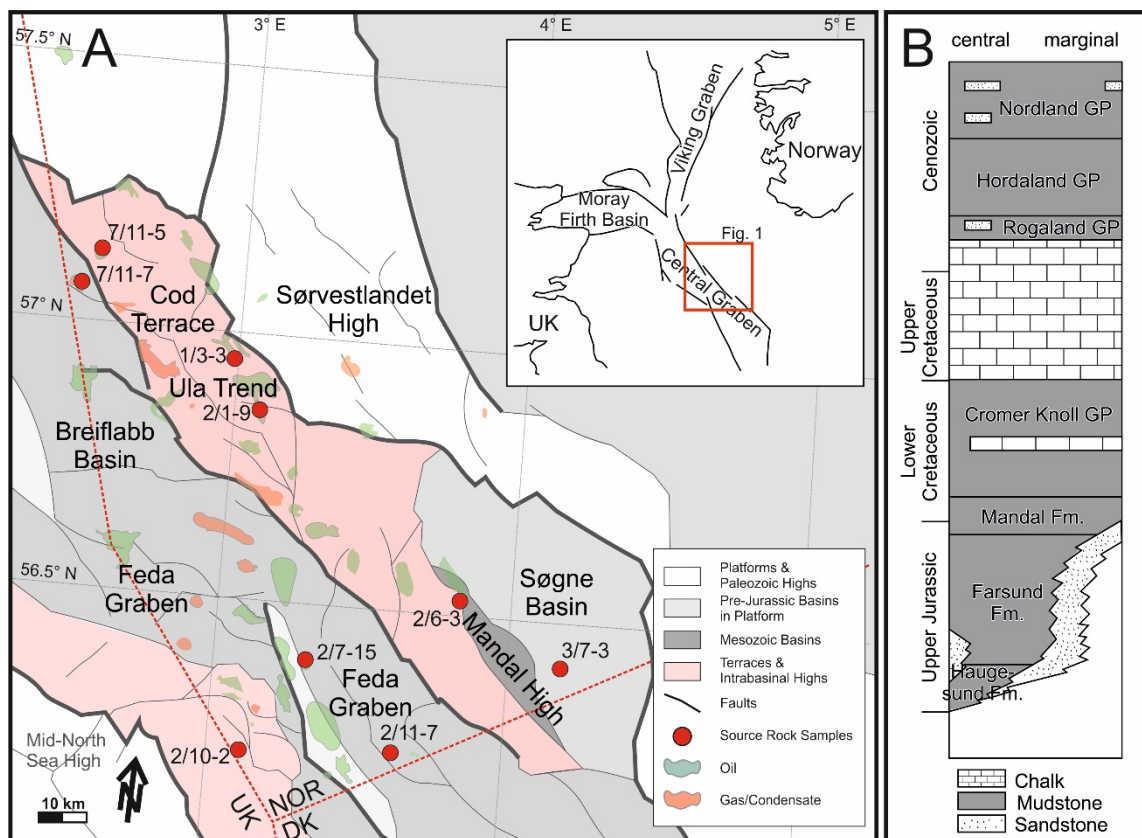 A
57.5° N
3° E
4° E
5° E
7/11-5
7/11-7
57° N
Cod
Terrace
Sørvestlandet
High
1/3-3
Ula Trend
2/1-9
Breiflabb
Basin
56.5° N
Feda
Graben
Søgne
Basin
2/6-3
Mandal High
3/7-3
2/7-15
Feda
Graben
2/11-7
2/10-2
Mid-North
Sea High
N
10 km
UK
NOR
DK
Viking Graben
Norway
Moray
Firth Basin
Fig. 1
Central Graben
UK
Platforms &
Paleozoic Highs
Pre-Jurassic Basins
in Platform
Mesozoic Basins
Terraces &
Intrabasinal Highs
Faults
Source Rock Samples
Oil
Gas/Condensate
B
central marginal
Cenozoic
Nordland GP
Hordaland GP
Rogaland GP
Upper
Cretaceous
Lower
Cretaceous
Cromer Knoll GP
Mandal Fm.
Upper Jurassic
Farsund
Fm.
Hauge-
sund Fm.
Chalk
Mudstone
Sandstone